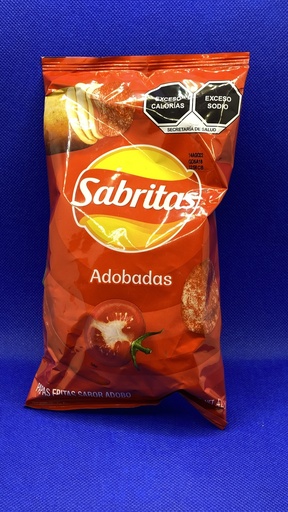 EXCESO
CALORÍAS
EXCESO
SODIO
SECRETARÍA DE SALUD
Sabritas
Adobadas
PAPAS FRITAS SABOR ADOBO